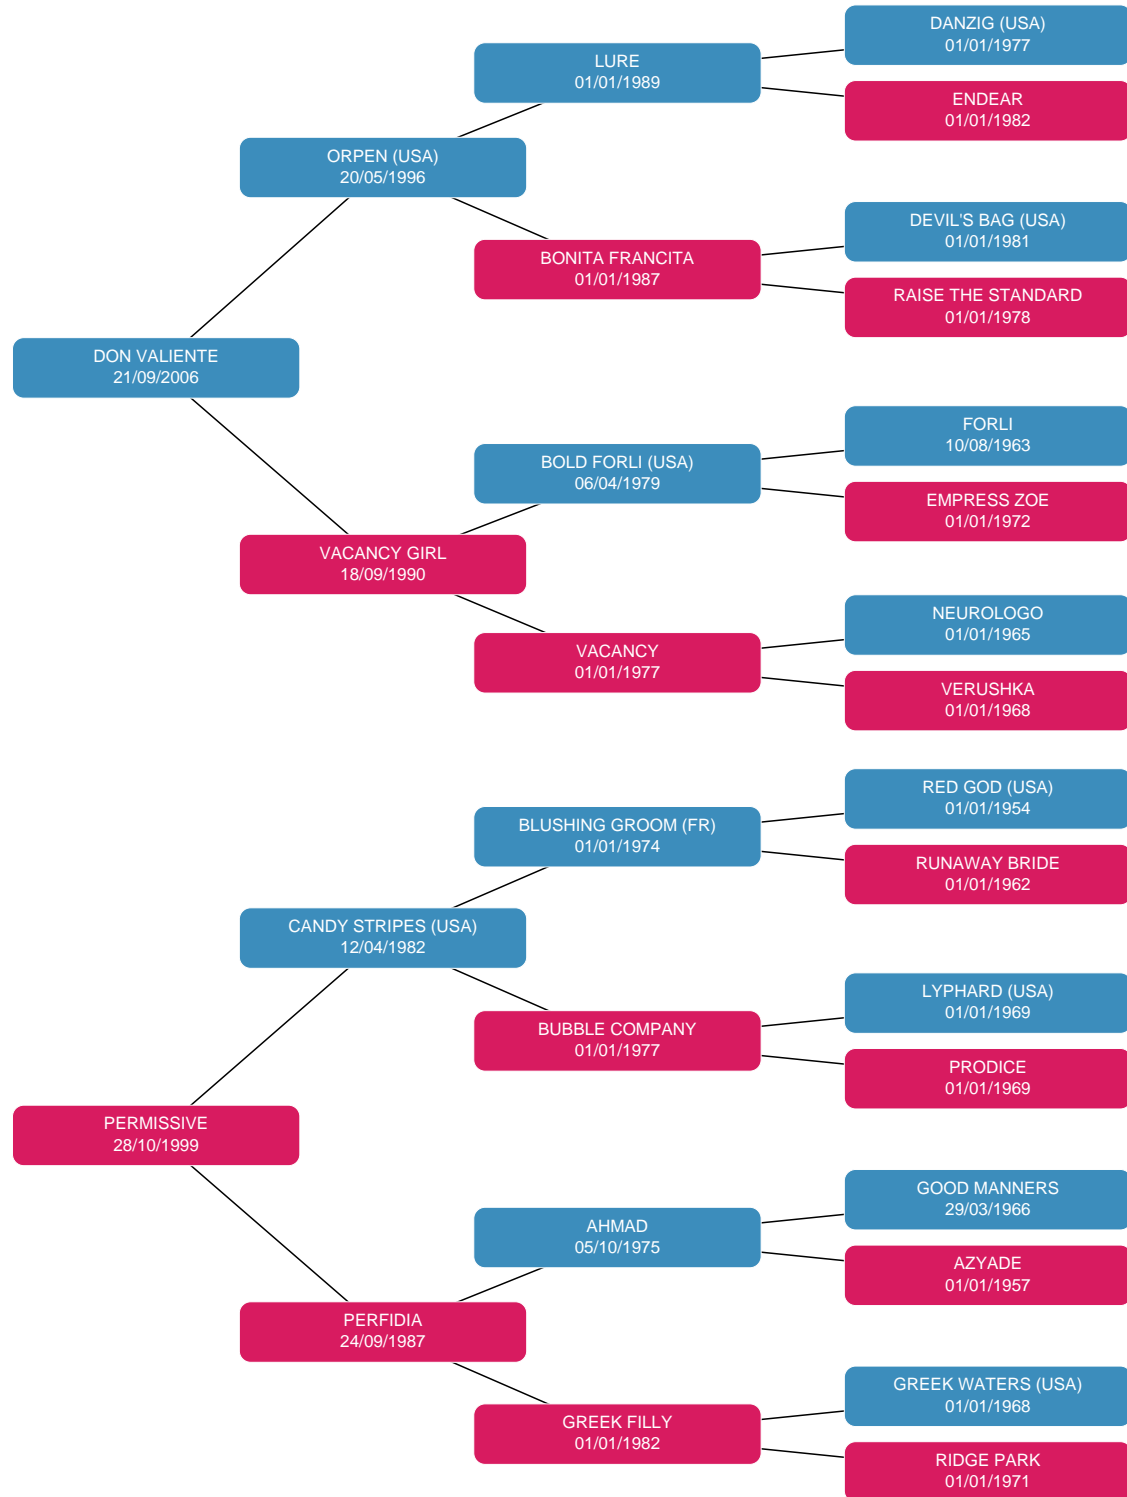 DANZIG (USA)
01/01/1977
LURE
01/01/1989
ENDEAR
01/01/1982
ORPEN (USA)
20/05/1996
DEVIL'S BAG (USA)
01/01/1981
BONITA FRANCITA
01/01/1987
RAISE THE STANDARD
01/01/1978
DON VALIENTE
21/09/2006
FORLI
10/08/1963
BOLD FORLI (USA)
06/04/1979
EMPRESS ZOE
01/01/1972
VACANCY GIRL
18/09/1990
NEUROLOGO
01/01/1965
VACANCY
01/01/1977
VERUSHKA
01/01/1968
RED GOD (USA)
01/01/1954
BLUSHING GROOM (FR)
01/01/1974
RUNAWAY BRIDE
01/01/1962
CANDY STRIPES (USA)
12/04/1982
LYPHARD (USA)
01/01/1969
BUBBLE COMPANY
01/01/1977
PRODICE
01/01/1969
PERMISSIVE
28/10/1999
GOOD MANNERS
29/03/1966
AHMAD
05/10/1975
AZYADE
01/01/1957
PERFIDIA
24/09/1987
GREEK WATERS (USA)
01/01/1968
GREEK FILLY
01/01/1982
RIDGE PARK
01/01/1971